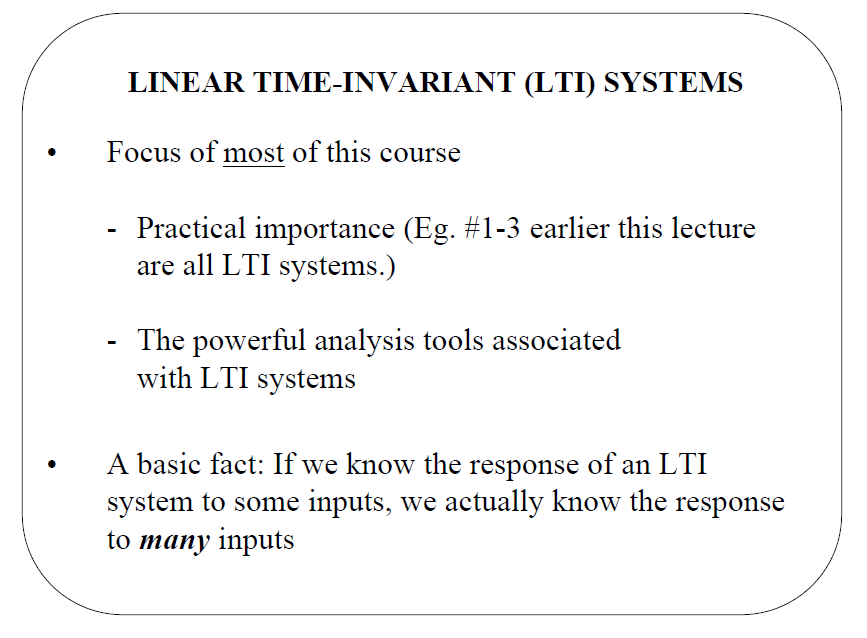 LINEAR TIME-INVARIANT (LTI) SYSTEMS
• Focus of most of this course
- Practical importance (Eg. #1-3 earlier this lecture
are all LTI systems.)
- The powerful analysis tools associated
with LTI systems
• A basic fact: If we know the response of an LTI
system to some inputs, we actually know the response
to many inputs